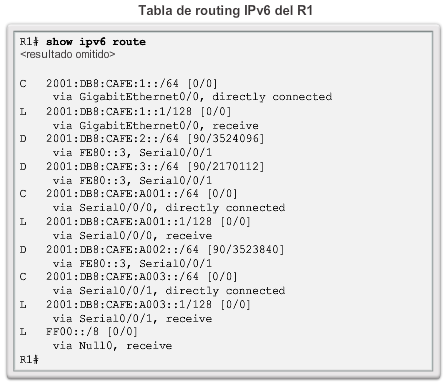 Tabla de routing IPv6 del R1
R1# show ipv6 route
<resultado omitido>
C 2001:DB8:CAFE:1::/64 [0/0]
via GigabitEthernet0/0, directly connected
L 2001:DB8:CAFE:1::1/128 [0/0]
via GigabitEthernet0/0, receive
D 2001:DB8:CAFE:2::/64 [90/3524096]
via FE80::3, Serial0/0/1
D 2001:DB8:CAFE:3::/64 [90/2170112]
via FE80::3, Serial0/0/1
C 2001:DB8:CAFE:A001::/64 [0/0]
via Serial0/0/0, directly connected
L 2001:DB8:CAFE:A001::1/128 [0/0]
via Serial0/0/0, receive
D 2001:DB8:CAFE:A002::/64 [90/3523840]
via FE80::3, Serial0/0/1
C 2001:DB8:CAFE:A003::/64 [0/0]
via Serial0/0/1, directly connected
L 2001:DB8:CAFE:A003::1/128 [0/0]
via Serial0/0/1, receive
L FF00::/8 [0/0]
via Null0, receive
R1#